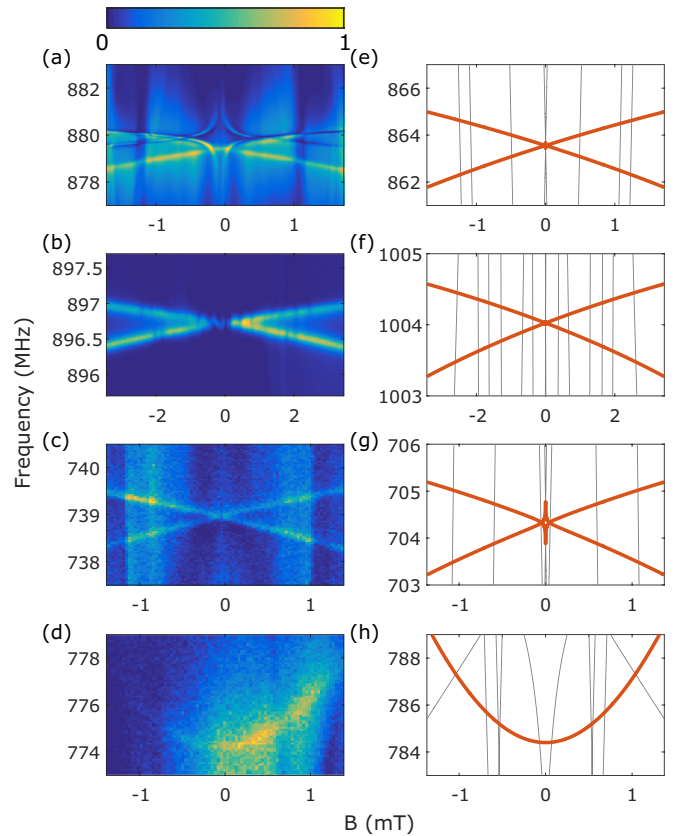 0 1
(a) (e)
882 866
880 864
878 862
-1 0 1 -1 0 1
(b) (f)
897.5 1005
897
896.5 1004
896
1003
-2 0 2 -2 0 2
(c) (g)
740 706
739 705
738 704
703
-1 0 1 -1 0 1
(d) (h)
778 788
776 786
774 784
-1 0 1 -1 0 1
Frequency (MHz)
B (mT)